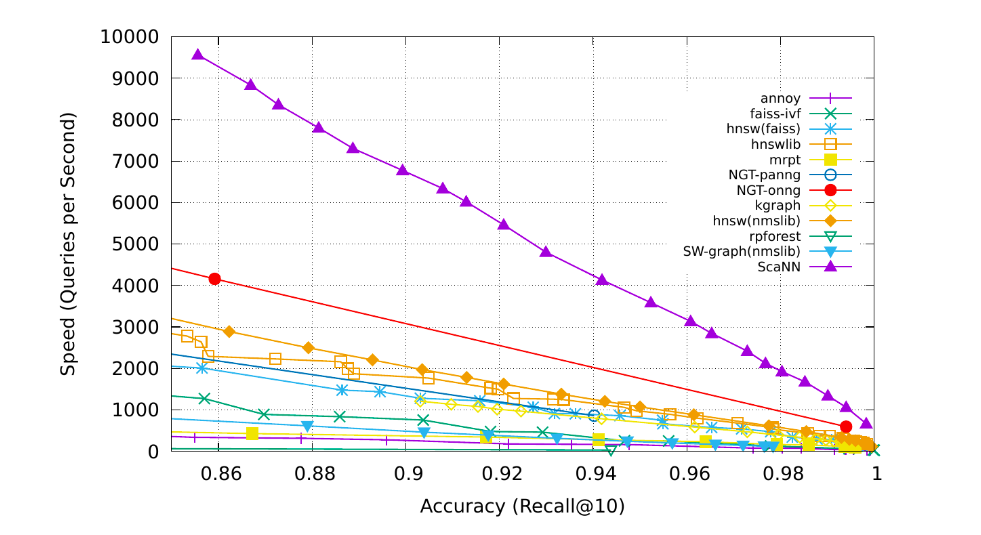 10000
9000
8000
7000
6000
5000
4000
3000
2000
1000
0
Speed (Queries per Second)
annoy
faiss-ivf
hnsw(faiss)
hnswlib
mrpt
NGT-panng
NGT-onng
kgraph
hnsw(nmslib)
rpforest
SW-graph(nmslib)
ScaNN
0.86 0.88 0.9 0.92 0.94 0.96 0.98 1
Accuracy (Recall@10)